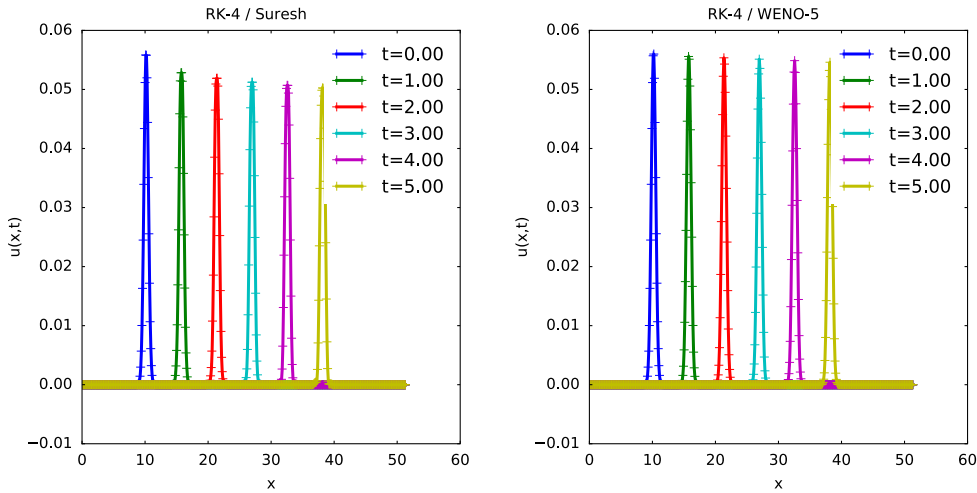 RK-4 / Suresh
0.06
0.05
0.04
0.03
0.02
0.01
0.00
−0.01
u(x,t)
0 10 20 30 40 50 60
x
t=0.00
t=1.00
t=2.00
t=3.00
t=4.00
t=5.00
RK-4 / WENO-5
0.06
0.05
0.04
0.03
0.02
0.01
0.00
−0.01
u(x,t)
0 10 20 30 40 50 60
x
t=0.00
t=1.00
t=2.00
t=3.00
t=4.00
t=5.00